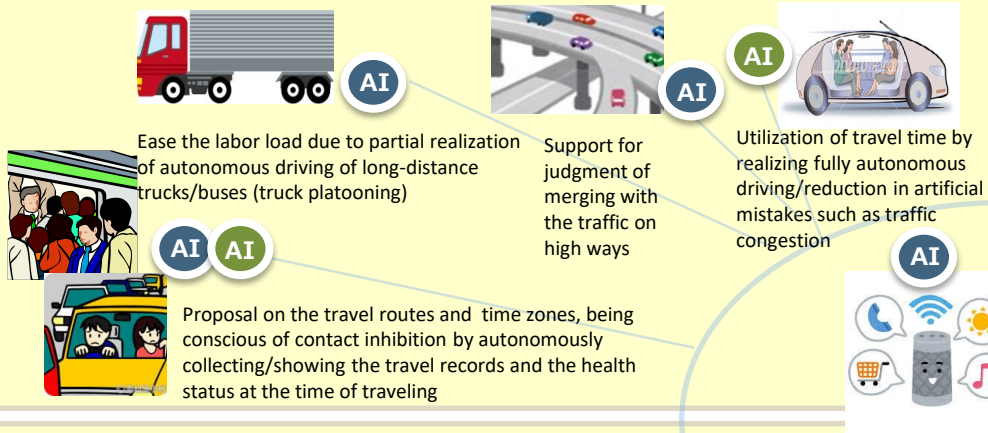 AI
Ease the labor load due to partial realization
of autonomous driving of long-distance
trucks/buses (truck platooning)
AI
Support for
judgment of
merging with
the traffic on
high ways
AI
Utilization of travel time by
realizing fully autonomous
driving/reduction in artificial
mistakes such as traffic
congestion
AI AI
Proposal on the travel routes and time zones, being
conscious of contact inhibition by autonomously
collecting/showing the travel records and the health
status at the time of traveling
AI